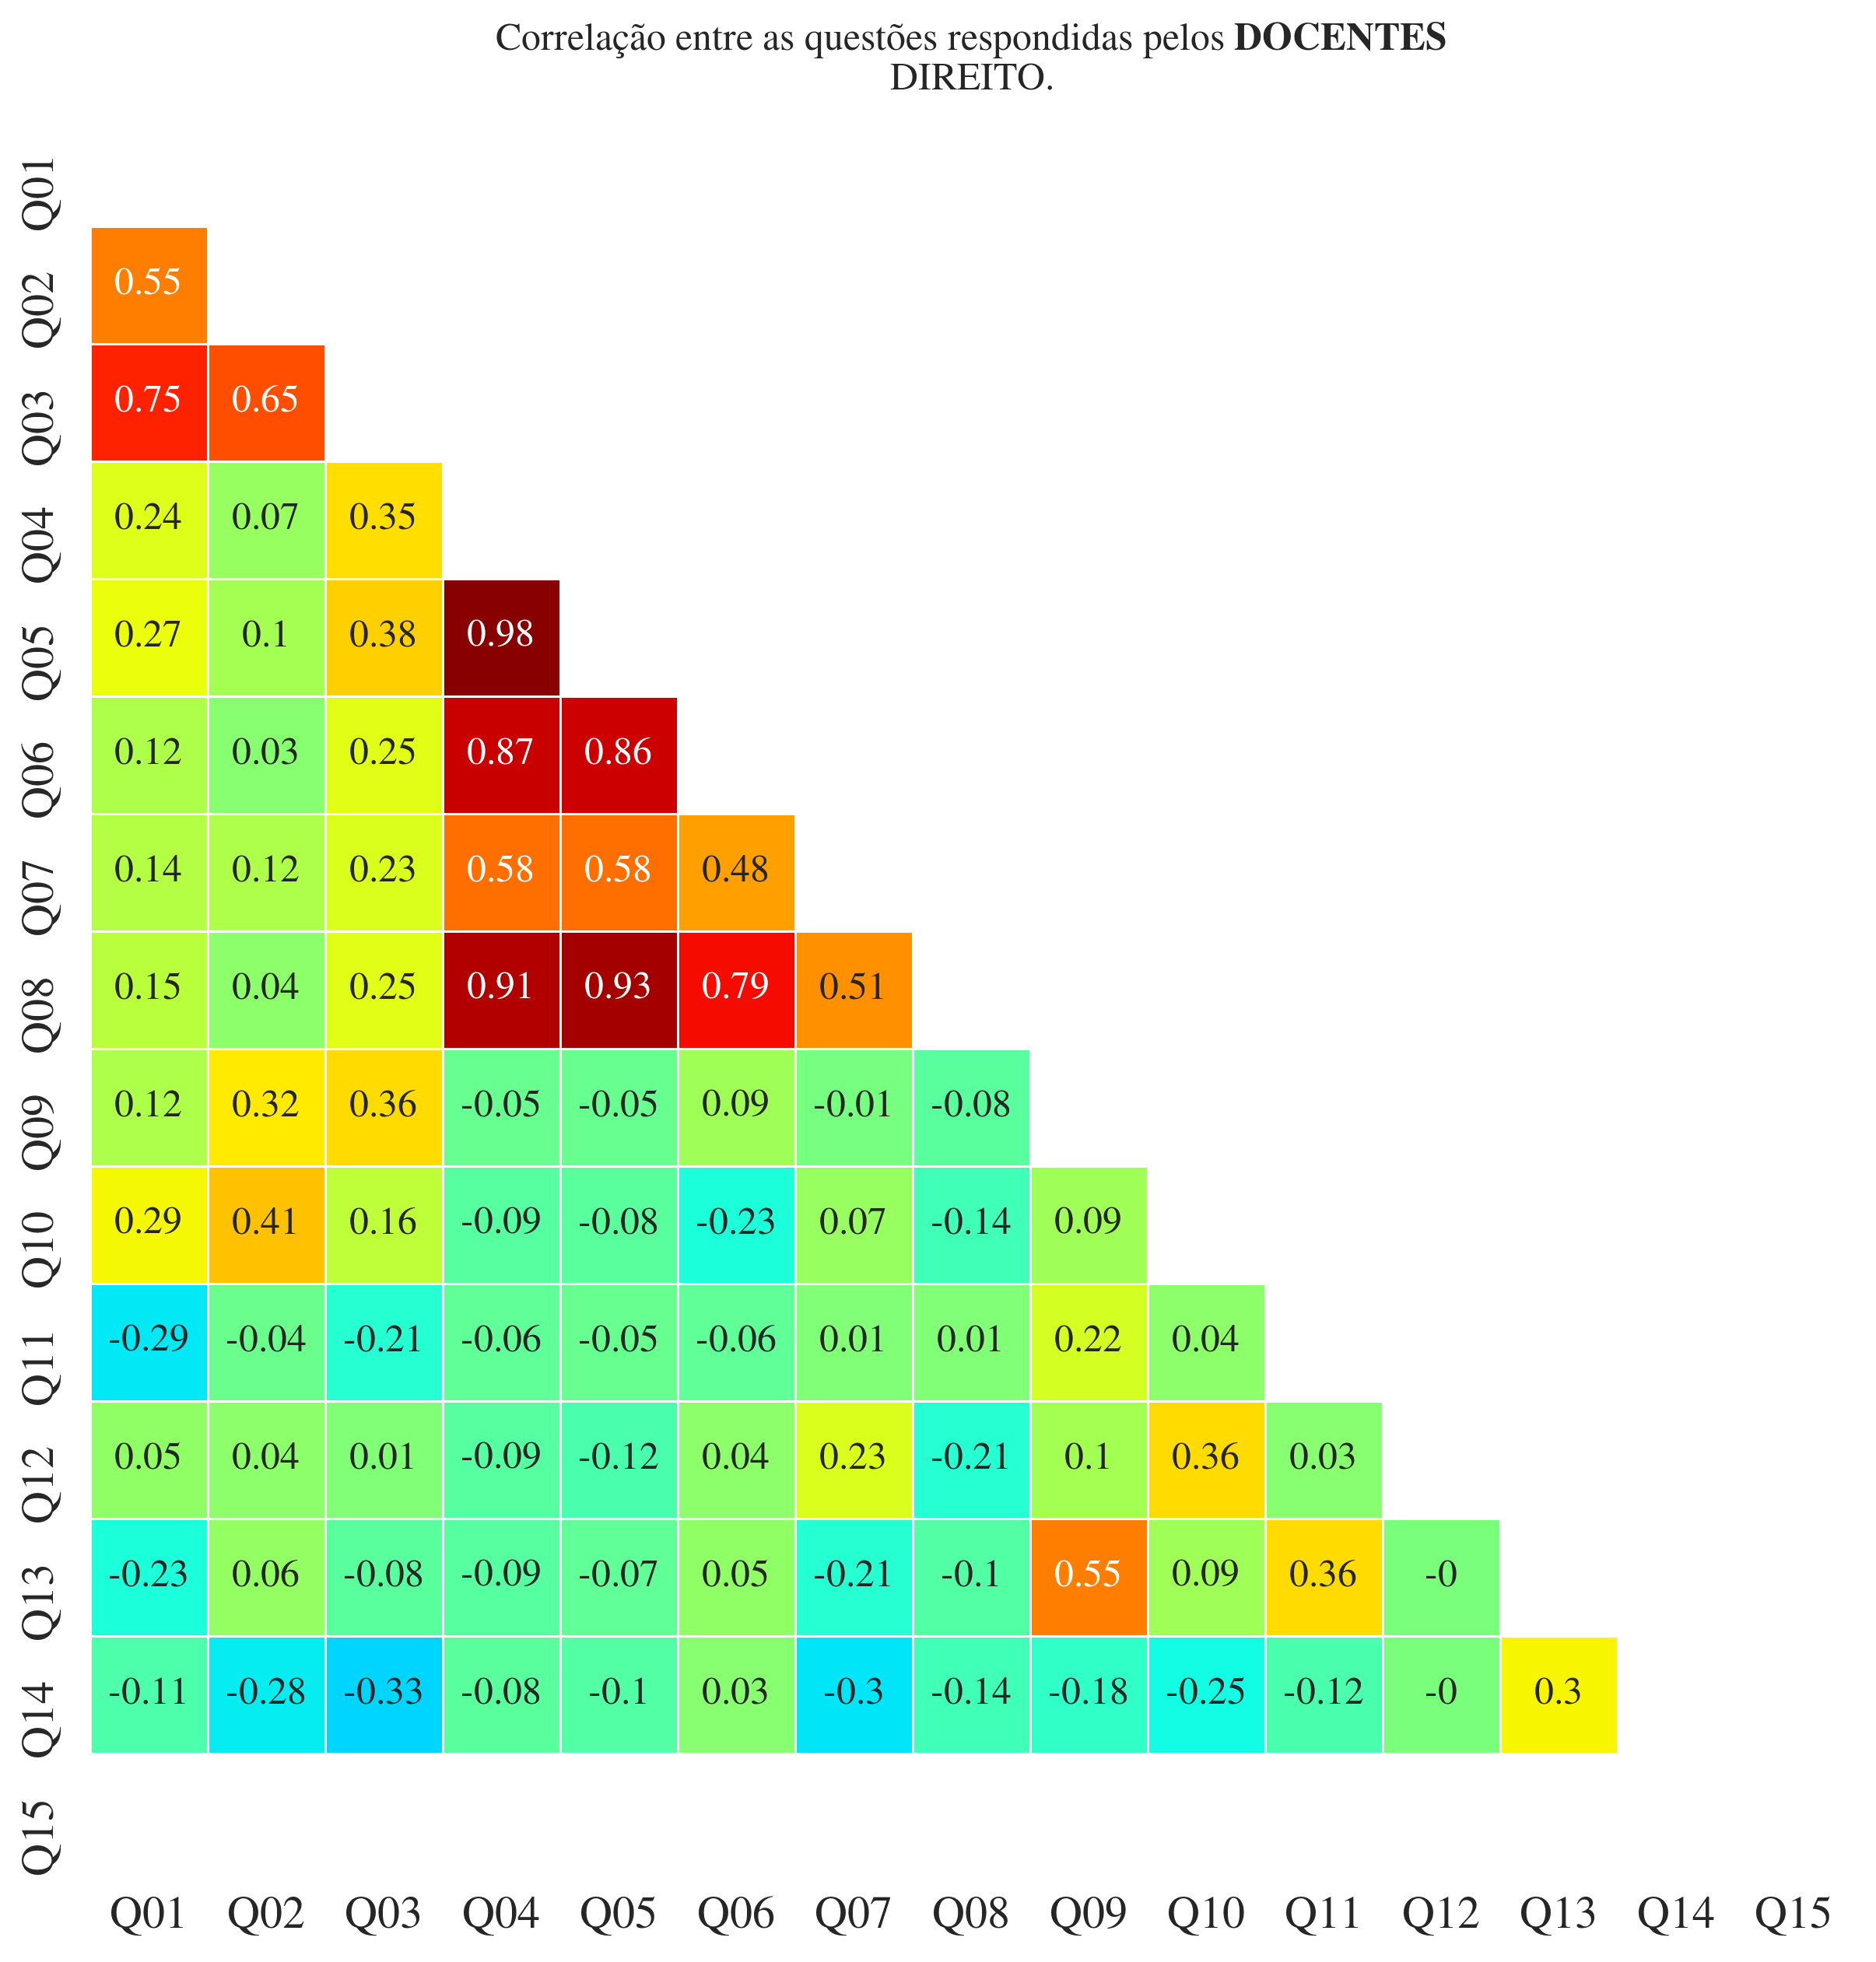 Correlação entre as questões respondidas pelos DOCENTES
DIREITO.
Q01
Q02 0.55
Q03 0.75 0.65
Q04 0.24 0.07 0.35
Q05 0.27 0.1 0.38 0.98
Q06 0.12 0.03 0.25 0.87 0.86
Q07 0.14 0.12 0.23 0.58 0.58 0.48
Q08 0.15 0.04 0.25 0.91 0.93 0.79 0.51
Q09 0.12 0.32 0.36 -0.05 -0.05 0.09 -0.01 -0.08
Q10 0.29 0.41 0.16 -0.09 -0.08 -0.23 0.07 -0.14 0.09
Q11 -0.29 -0.04 -0.21 -0.06 -0.05 -0.06 0.01 0.01 0.22 0.04
Q12 0.05 0.04 0.01 -0.09 -0.12 0.04 0.23 -0.21 0.1 0.36 0.03
Q13 -0.23 0.06 -0.08 -0.09 -0.07 0.05 -0.21 -0.1 0.55 0.09 0.36 -0
Q14 -0.11 -0.28 -0.33 -0.08 -0.1 0.03 -0.3 -0.14 -0.18 -0.25 -0.12 -0 0.3
Q15
Q01 Q02 Q03 Q04 Q05 Q06 Q07 Q08 Q09 Q10 Q11 Q12 Q13 Q14 Q15